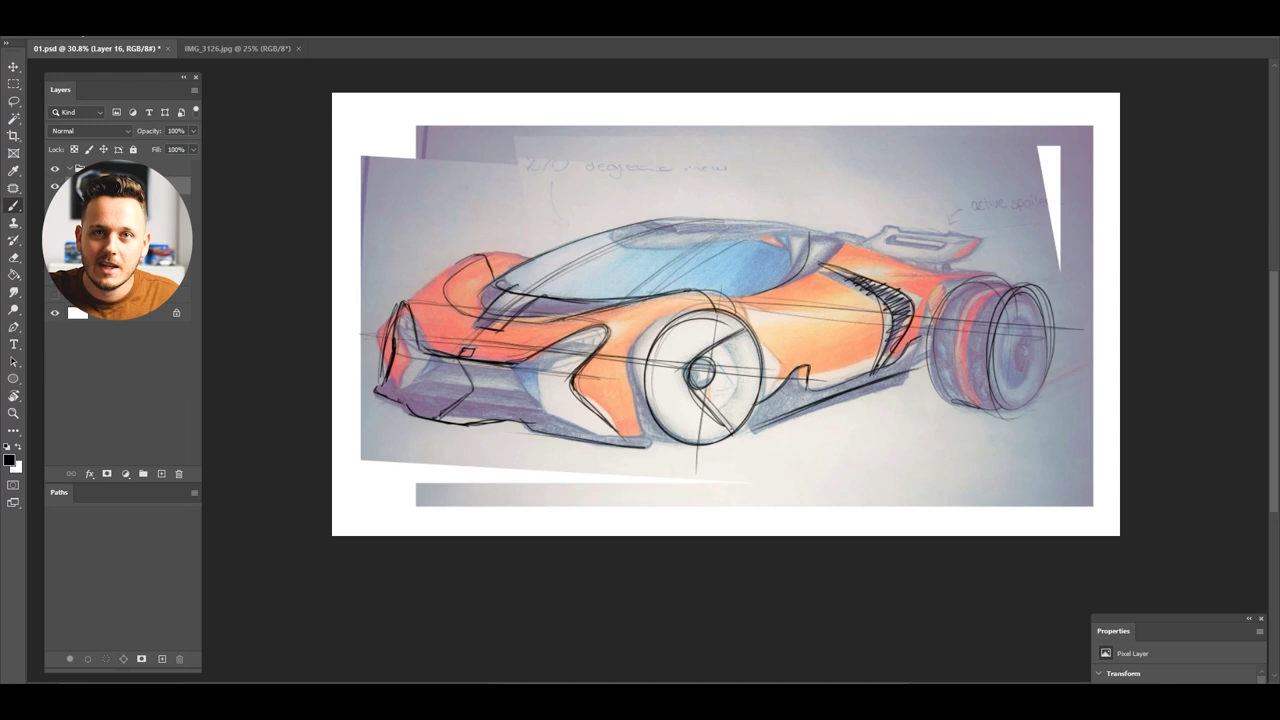 01.psd @ 30.8% (Layer 16, RGB/8#) * ×
IMG_3126.jpg @ 25% (RGB/8*) ×
Layers
Kind
Normal
Opacity: 100%
Lock:
Fill: 100%
270 degree view
active spoiler
Paths
Properties
Pixel Layer
Transform